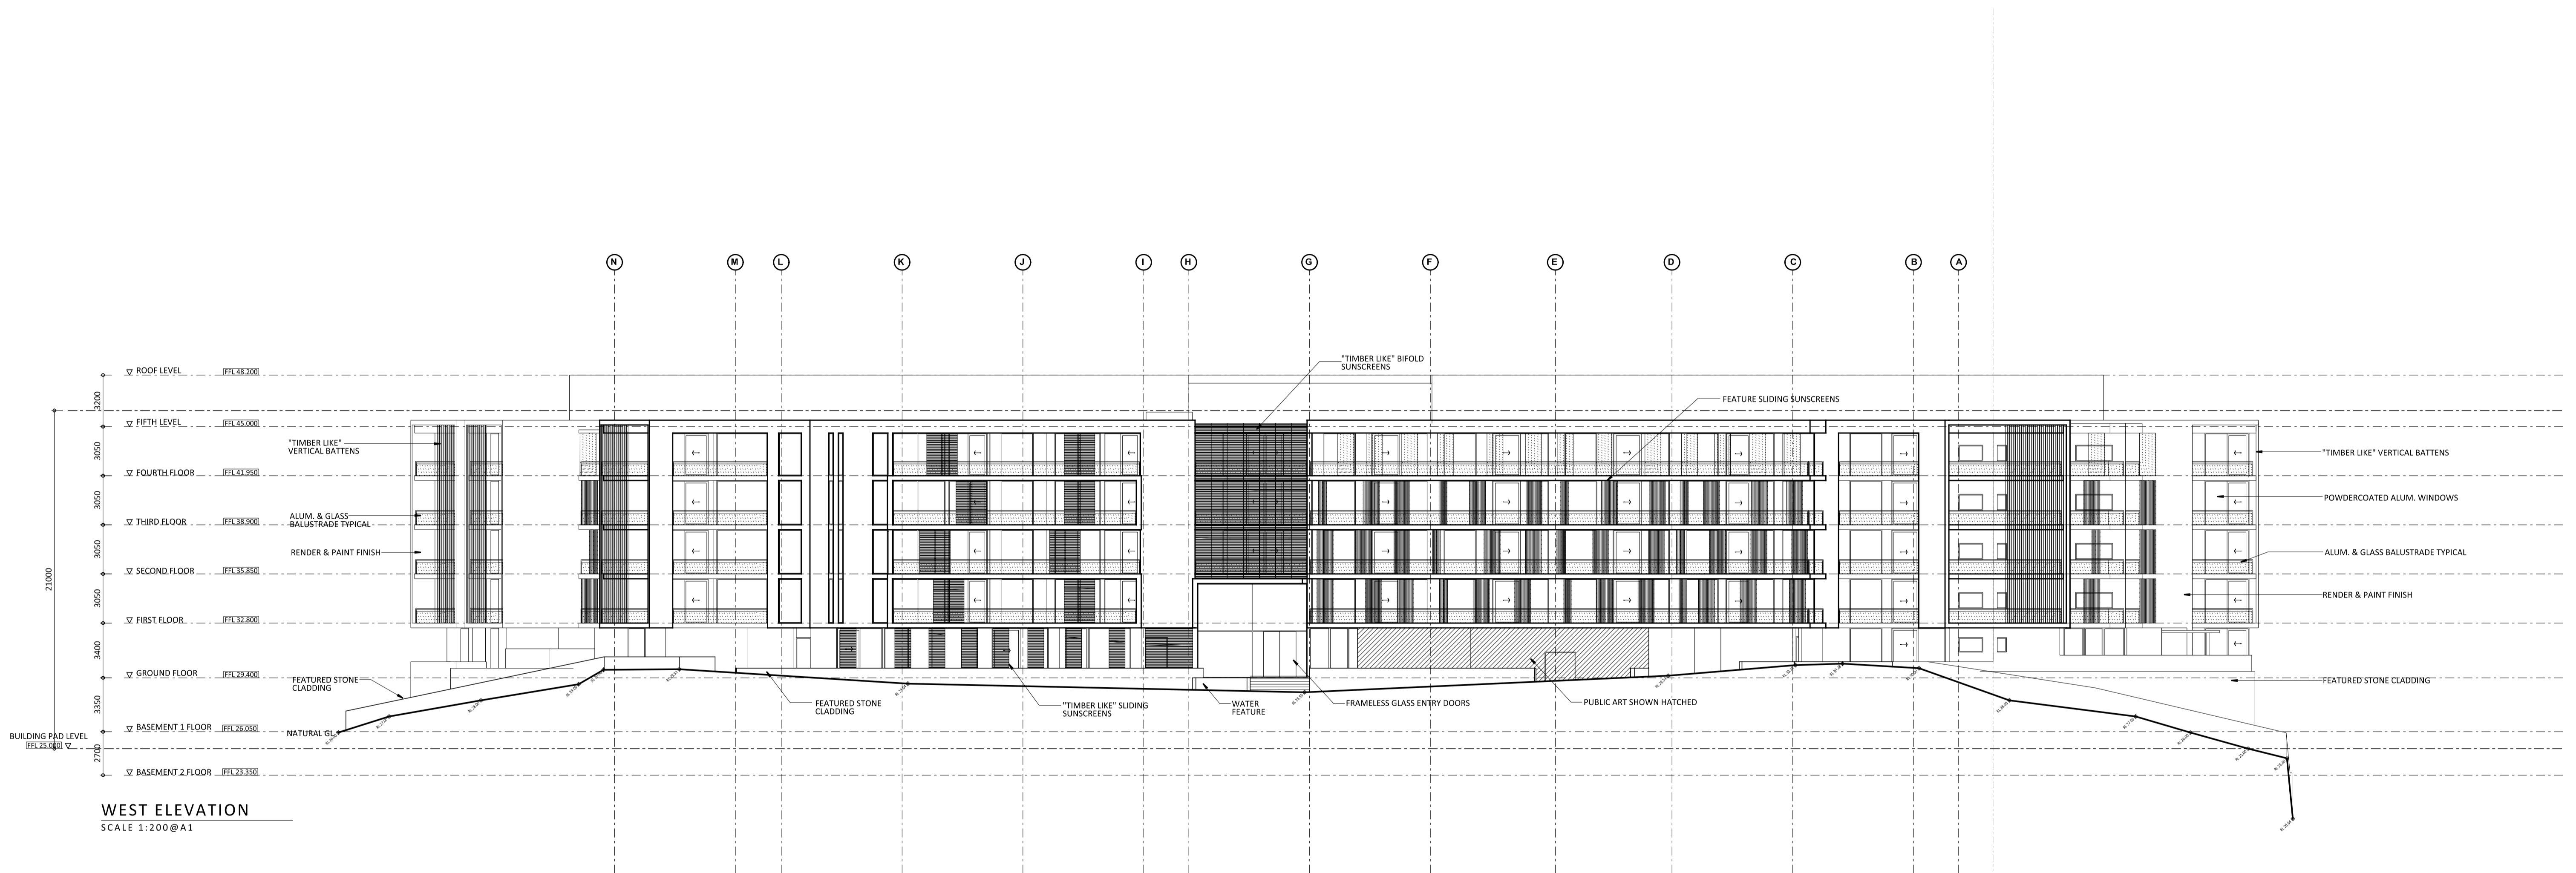 N M L K J I H G F E D C B A
"TIMBER LIKE" BIFOLD
SUNSCREENS
ROOF LEVEL FFL 48.200
3200
FEATURE SLIDING SUNSCREENS
FIFTH LEVEL FFL 45.000
"TIMBER LIKE"
VERTICAL BATTENS
3050
"TIMBER LIKE" VERTICAL BATTENS
FOURTH FLOOR FFL 41.950
3050
POWDERCOATED ALUM. WINDOWS
ALUM. & GLASS
BALUSTRADE TYPICAL
THIRD FLOOR FFL 38.900
RENDER & PAINT FINISH
3050
ALUM. & GLASS BALUSTRADE TYPICAL
SECOND FLOOR FFL 35.850
21000
3050
RENDER & PAINT FINISH
FIRST FLOOR FFL 32.800
3400
GROUND FLOOR FFL 29.400
FEATURED STONE
CLADDING
FEATURED STONE CLADDING
3350
FEATURED STONE
CLADDING
"TIMBER LIKE" SLIDING
SUNSCREENS
WATER
FEATURE
FRAMELESS GLASS ENTRY DOORS
PUBLIC ART SHOWN HATCHED
BASEMENT 1 FLOOR FFL 26.050
NATURAL GL
BUILDING PAD LEVEL
FFL 25.000
2700
BASEMENT 2 FLOOR FFL 23.350
WEST ELEVATION
SCALE 1:200@A1